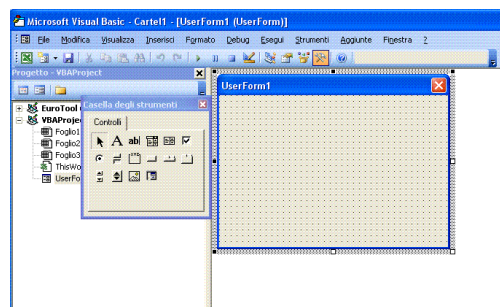 Microsoft Visual Basic - Cartel1 - [UserForm1 (UserForm)]
File Modifica Visualizza Inserisci Formato Debug Esegui Strumenti Aggiunte Finestra ?
Progetto - VBAProject
UserForm1
EuroTool
Casella degli strumenti
VBAProje
Controlli
Foglio1
A ab|
Foglio2
Foglio3
ThisWo
UserFo